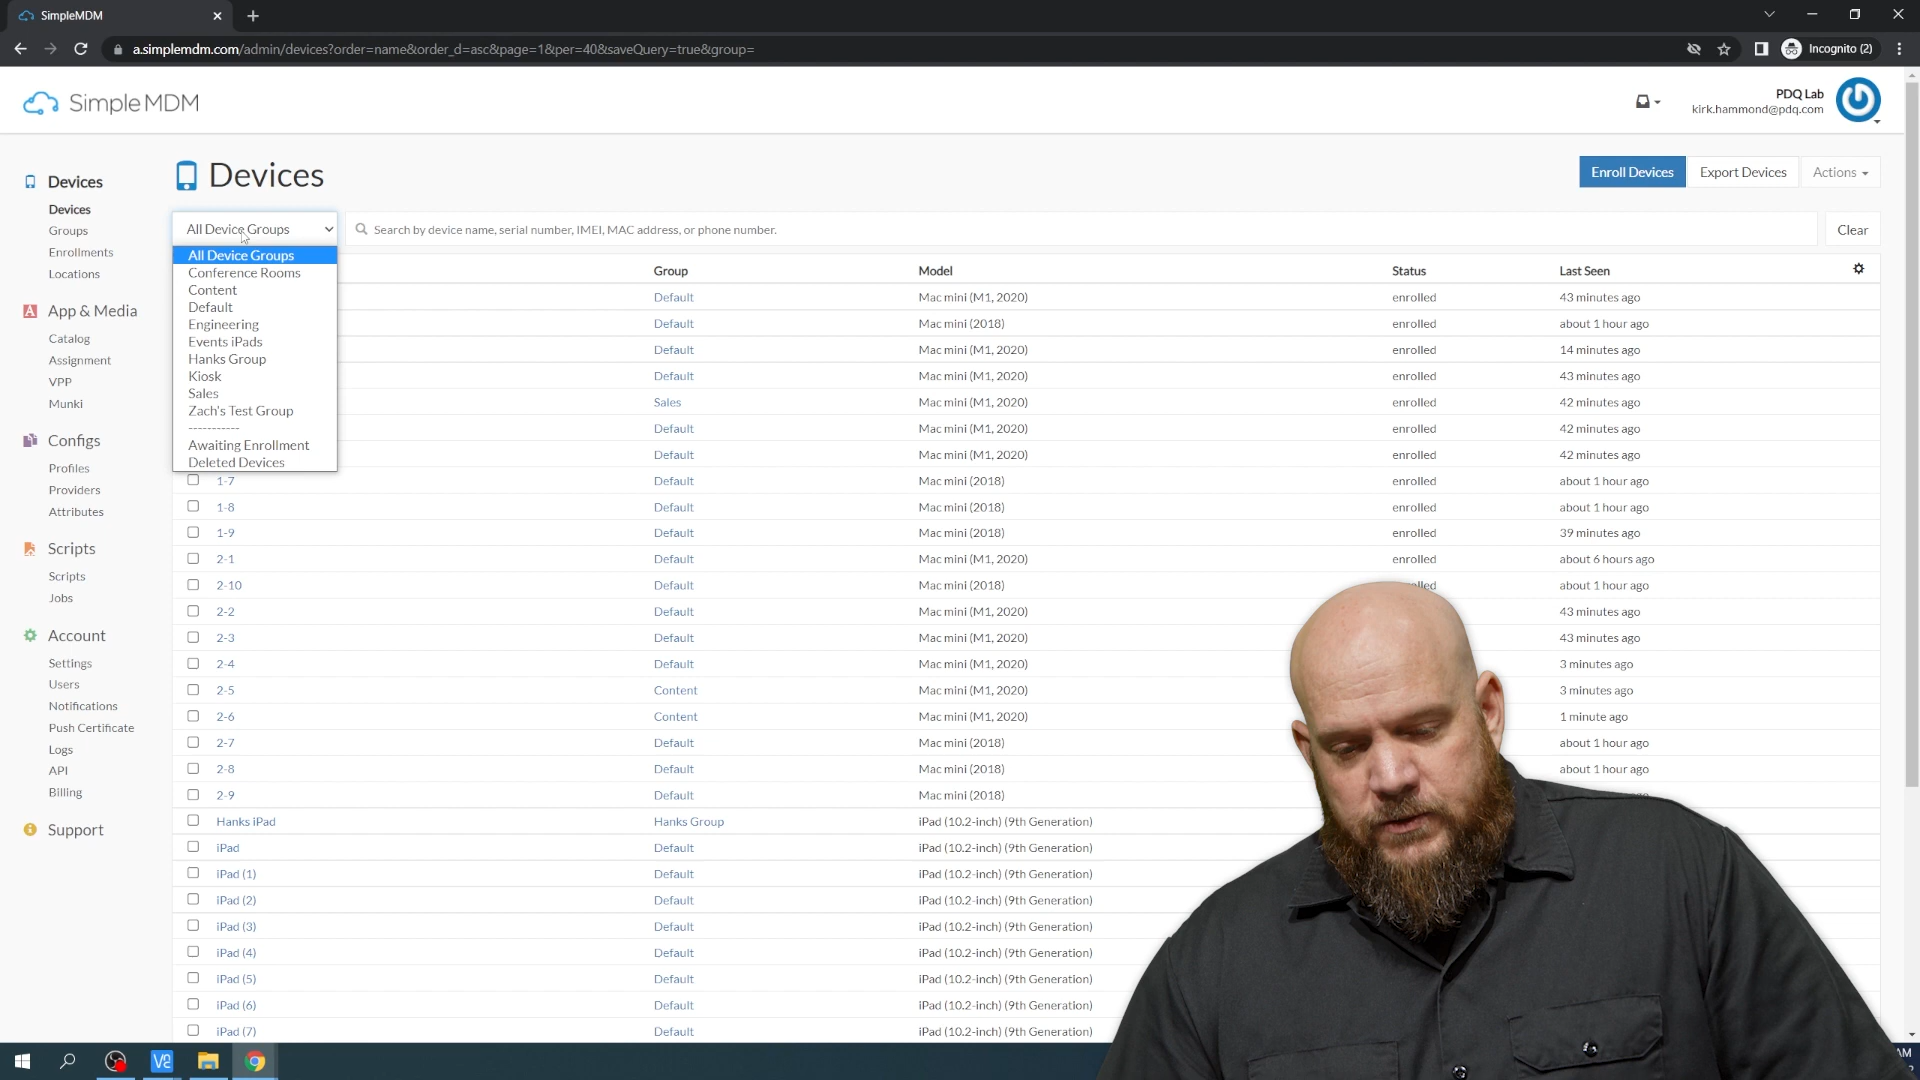 SimpleMDM
a.simplemdm.com/admin/devices?order=name&order_d=asc&page=1&per=40&saveQuery=true&group=
Incognito (2)
SimpleMDM
PDQ Lab
kirk.hammond@pdq.com
Devices
Devices
Groups
Enrollments
Locations
App & Media
Catalog
Assignment
VPP
Munki
Configs
Profiles
Providers
Attributes
Scripts
Scripts
Jobs
Account
Settings
Users
Notifications
Push Certificate
Logs
API
Billing
Support
Devices
Enroll Devices Export Devices Actions
All Device Groups Search by device name, serial number, IMEI, MAC address, or phone number. Clear
All Device Groups
Conference Rooms
Content
Default
Engineering
Events iPads
Hanks Group
Kiosk
Sales
Zach's Test Group
-----------
Awaiting Enrollment
Deleted Devices
Group Model Status Last Seen
Default Mac mini (M1, 2020) enrolled 43 minutes ago
Default Mac mini (2018) enrolled about 1 hour ago
Default Mac mini (M1, 2020) enrolled 14 minutes ago
Default Mac mini (M1, 2020) enrolled 43 minutes ago
Sales Mac mini (M1, 2020) enrolled 42 minutes ago
Default Mac mini (M1, 2020) enrolled 42 minutes ago
Default Mac mini (M1, 2020) enrolled 42 minutes ago
1-7 Default Mac mini (2018) enrolled about 1 hour ago
1-8 Default Mac mini (2018) enrolled about 1 hour ago
1-9 Default Mac mini (2018) enrolled 39 minutes ago
2-1 Default Mac mini (M1, 2020) enrolled about 6 hours ago
2-10 Default Mac mini (2018) about 1 hour ago
2-2 Default Mac mini (M1, 2020) 43 minutes ago
2-3 Default Mac mini (M1, 2020) 43 minutes ago
2-4 Default Mac mini (M1, 2020) 3 minutes ago
2-5 Content Mac mini (M1, 2020) 3 minutes ago
2-6 Content Mac mini (M1, 2020) 1 minute ago
2-7 Default Mac mini (2018) about 1 hour ago
2-8 Default Mac mini (2018) about 1 hour ago
2-9 Default Mac mini (2018)
Hanks iPad Hanks Group iPad (10.2-inch) (9th Generation)
iPad Default iPad (10.2-inch) (9th Generation)
iPad (1) Default iPad (10.2-inch) (9th Generation)
iPad (2) Default iPad (10.2-inch) (9th Generation)
iPad (3) Default iPad (10.2-inch) (9th Generation)
iPad (4) Default iPad (10.2-inch) (9th Generation)
iPad (5) Default iPad (10.2-inch) (9th Generation)
iPad (6) Default iPad (10.2-inch) (9th Generation)
iPad (7) Default iPad (10.2-inch) (9th Generation)